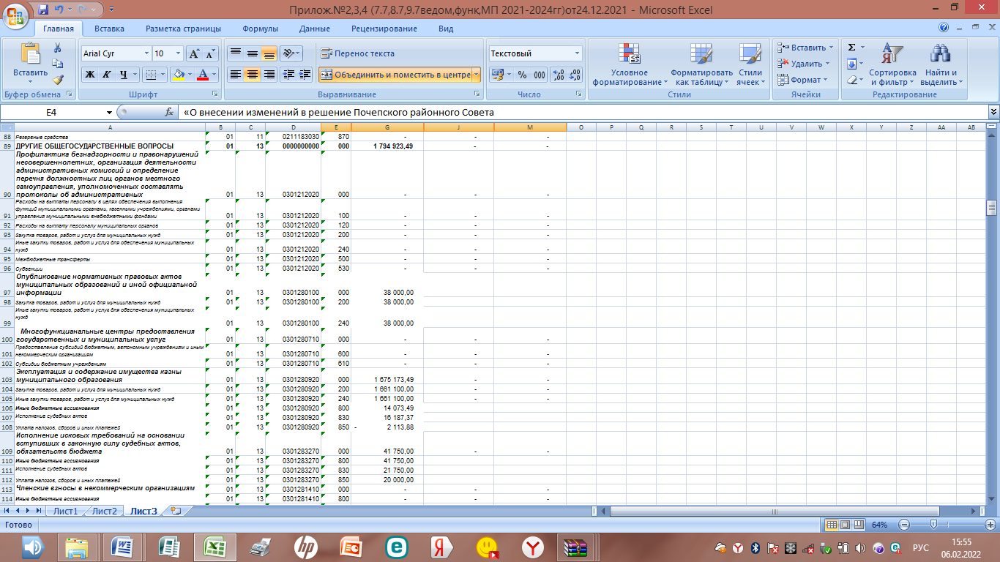 Прилож.№2,3,4 (7.7,8.7,9.7ведом,функ,МП 2021-2024гг)от24.12.2021 - Microsoft Excel
Главная Вставка Разметка страницы Формулы Данные Рецензирование Вид
Вставить
Буфер обмена
Arial Cyr 10
Ж К Ч
Шрифт
Перенос текста
Объединить и поместить в центре
Выравнивание
Текстовый
% 000
Число
Условное форматирование
Форматировать как таблицу
Стили ячеек
Стили
Вставить
Удалить
Формат
Ячейки
Сортировка и фильтр
Найти и выделить
Редактирование
E4 fx «О внесении изменений в решение Почепского районного Совета
A B C D E G J M O P Q R S T U V W X Y Z AA AB
88 Резервные средства 01 11 0211183030 870 - - -
89 ДРУГИЕ ОБЩЕГОСУДАРСТВЕННЫЕ ВОПРОСЫ 01 13 0000000000 000 1 794 923,49 - -
Профилактика безнадзорности и правонарушений
несовершеннолетних, организация деятельности
административных комиссий и определение
перечня должностных лиц органов местного
самоуправления, уполномоченных составлять
90 протоколы об административных 01 13 0301212020 000 - - -
Расходы на выплаты персоналу в целях обеспечения выполнения
функций муниципальными органами, казенными учреждениями, органами
91 управления муниципальными внебюджетными фондами 01 13 0301212020 100 - - -
92 Расходы на выплату персоналу муниципальных органов 01 13 0301212020 120 - - -
93 Закупка товаров, работ и услуг для муниципальных нужд 01 13 0301212020 200 - - -
Иные закупки товаров, работ и услуг для обеспечения муниципальных
94 нужд 01 13 0301212020 240 - - -
95 Межбюджетные трансферты 01 13 0301212020 500 - - -
96 Субвенции 01 13 0301212020 530 - - -
Опубликование нормативных правовых актов
муниципальных образований и иной официальной
97 информации 01 13 0301280100 000 38 000,00
98 Закупка товаров, работ и услуг для муниципальных нужд 01 13 0301280100 200 38 000,00
Иные закупки товаров, работ и услуг для обеспечения муниципальных
нужд
99 01 13 0301280100 240 38 000,00
Многофункцианальные центры предоставления
100 государственных и муниципальных услуг 01 13 0301280710 000 - - -
Предоставление субсидий бюджетным, автономным учреждениям и иным
101 некоммерческим организациям 01 13 0301280710 600 - - -
102 Субсидии бюджетным учреждениям 01 13 0301280710 610 - - -
Эксплуатация и содержание имущества казны
103 муниципального образования 01 13 0301280920 000 1 675 173,49 - -
104 Закупка товаров, работ и услуг для муниципальных нужд 01 13 0301280920 200 1 661 100,00 - -
105 Иные закупки товаров, работ и услуг для муниципальных нужд 01 13 0301280920 240 1 661 100,00 - -
106 Иные бюджетные ассигнования 01 13 0301280920 800 14 073,49
107 Исполнение судебных актов 01 13 0301280920 830 16 187,37
108 Уплата налогов, сборов и иных платежей 01 13 0301280920 850 - 2 113,88
Исполнение исковых требований на основании
вступивших в законную силу судебных актов,
109 обязательств бюджета 01 13 0301283270 000 41 750,00 - -
110 Иные бюджетные ассигнования 01 13 0301283270 800 41 750,00
111 Исполнение судебных актов 01 13 0301283270 830 21 750,00
112 Уплата налогов, сборов и иных платежей 01 13 0301283270 850 20 000,00
113 Членские взносы в некоммерческим организациям 01 13 0301281410 000 - - -
114 Иные бюджетные ассигнования 01 13 0301281410 800 - - -
Лист1 Лист2 Лист3
Готово 64%
РУС 15:55
06.02.2022